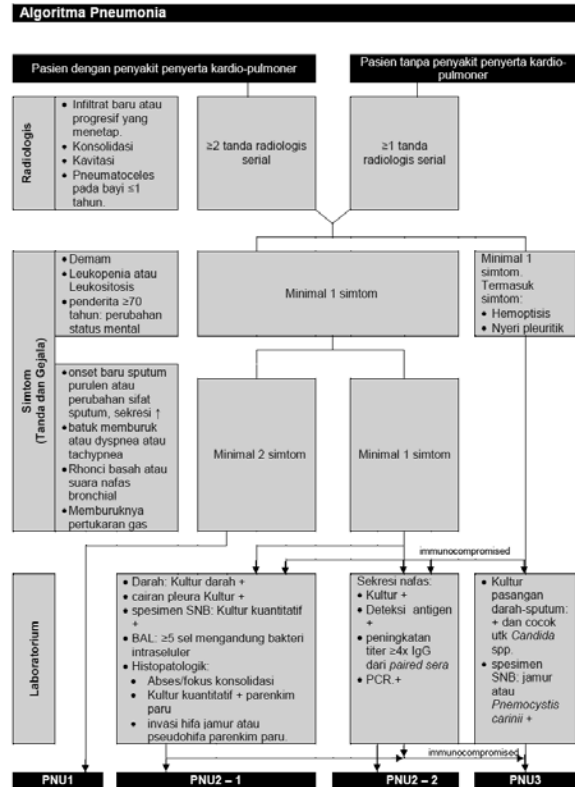 Algoritma Pneumonia
Pasien dengan penyakit penyerta kardio-pulmoner
Pasien tanpa penyakit penyerta kardio-
pulmoner
Radiologis
• Infiltrat baru atau
progresif yang
menetap.
• Konsolidasi
• Kavitasi
• Pneumatoceles
pada bayi ≤1
tahun.
≥2 tanda radiologis
serial
≥1 tanda
radiologis serial
Simtom
(Tanda dan Gejala)
• Demam
• Leukopenia atau
Leukositosis
• penderita ≥70
tahun: perubahan
status mental
Minimal 1 simtom
Minimal 1
simtom.
Termasuk
simtom:
• Hemoptisis
• Nyeri pleuritik
• onset baru sputum
purulen atau
perubahan sifat
sputum, sekresi ↑
• batuk memburuk
atau dyspnea atau
tachypnea
• Rhonci basah atau
suara nafas
bronchial
• Memburuknya
pertukaran gas
Minimal 2 simtom
Minimal 1 simtom
immunocompromised
Laboratorium
• Darah: Kultur darah +
• cairan pleura Kultur +
• spesimen SNB: Kultur kuantitatif
+
• BAL: ≥5 sel mengandung bakteri
intraseluler
• Histopatologik:
• Abses/fokus konsolidasi
• Kultur kuantitatif + parenkim
paru
• invasi hifa jamur atau
pseudohifa parenkim paru.
Sekresi nafas:
• Kultur +
• Deteksi antigen
+
• peningkatan
titer ≥4x IgG
dari paired sera
• PCR.+
• Kultur
pasangan
darah-sputum:
+ dan cocok
utk Candida
spp.
• spesimen
SNB: jamur
atau
Pnemocystis
carinii +
immunocompromised
PNU1
PNU2 – 1
PNU2 – 2
PNU3